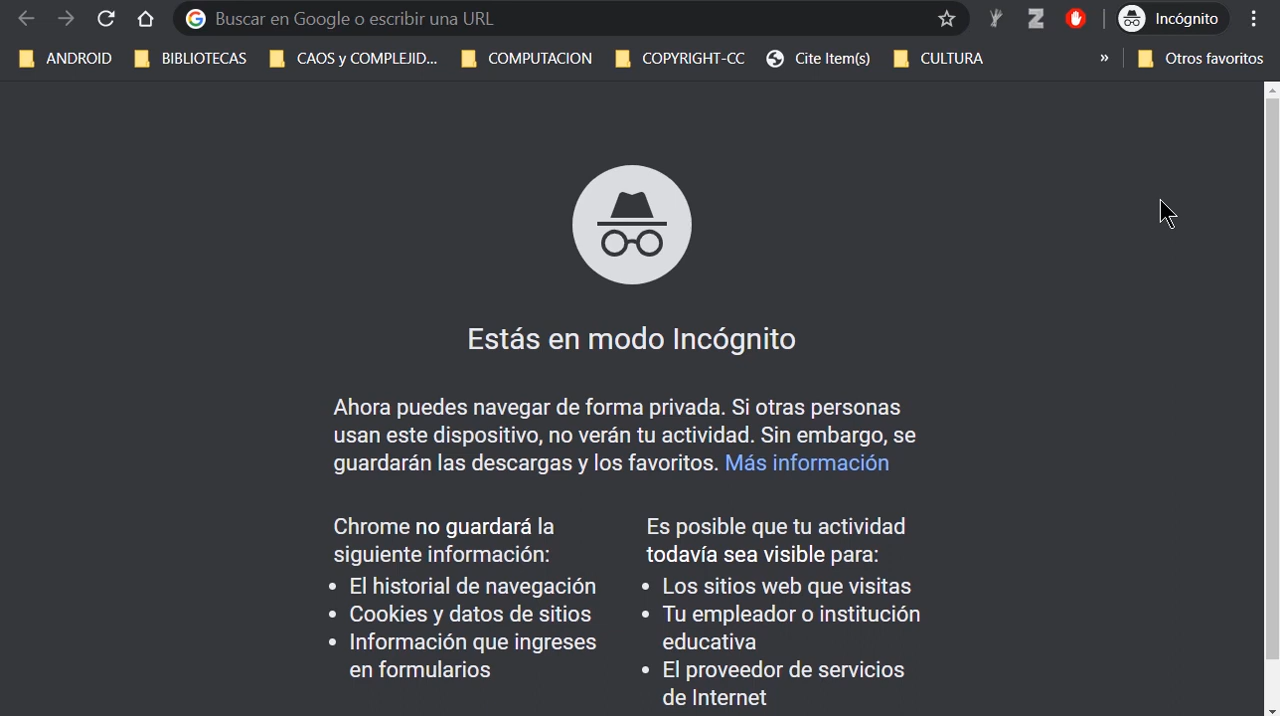 Buscar en Google o escribir una URL
Incógnito
ANDROID BIBLIOTECAS CAOS y COMPLEJID... COMPUTACION COPYRIGHT-CC Cite Item(s) CULTURA » Otros favoritos
Estás en modo Incógnito
Ahora puedes navegar de forma privada. Si otras personas
usan este dispositivo, no verán tu actividad. Sin embargo, se
guardarán las descargas y los favoritos. Más información
Chrome no guardará la
siguiente información:
• El historial de navegación
• Cookies y datos de sitios
• Información que ingreses
en formularios
Es posible que tu actividad
todavía sea visible para:
• Los sitios web que visitas
• Tu empleador o institución
educativa
• El proveedor de servicios
de Internet